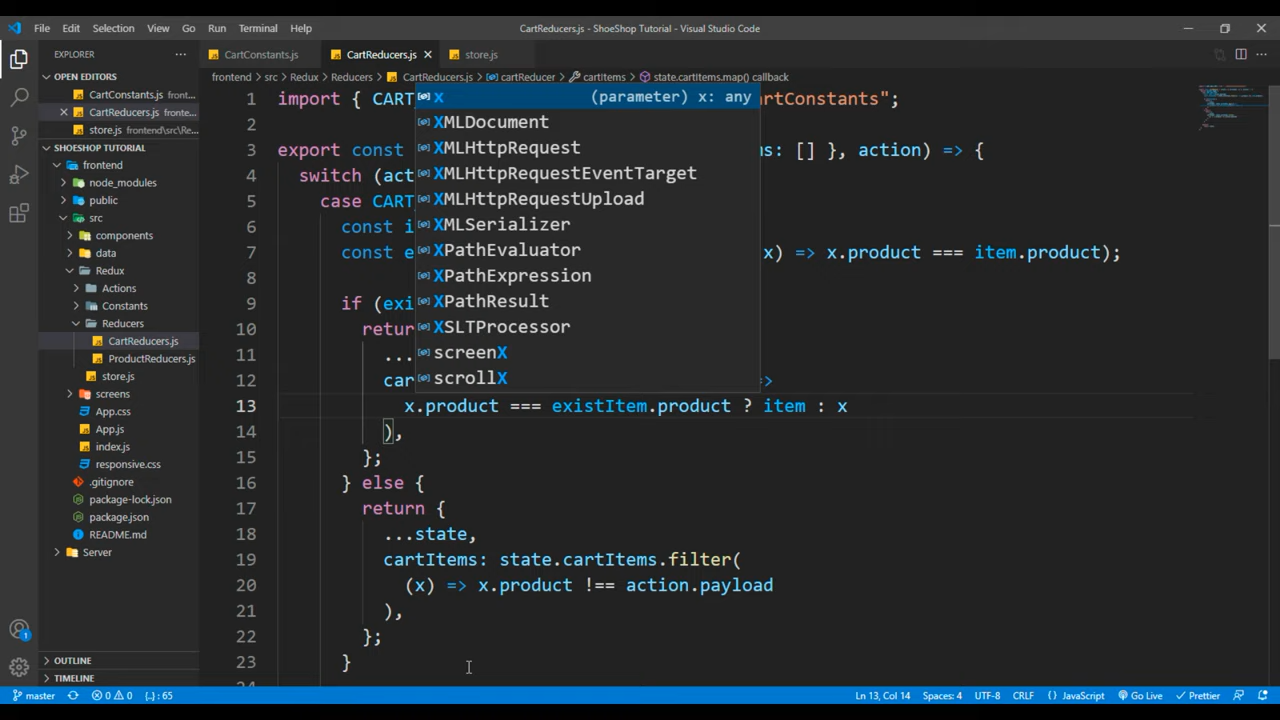 File Edit Selection View Go Run Terminal Help
CartReducers.js - ShoeShop Tutorial - Visual Studio Code
EXPLORER
OPEN EDITORS
CartConstants.js front...
CartReducers.js fronte...
store.js frontend\src\Re...
SHOESHOP TUTORIAL
frontend
node_modules
public
src
components
data
Redux
Actions
Constants
Reducers
CartReducers.js
ProductReducers.js
store.js
screens
App.css
App.js
index.js
responsive.css
.gitignore
package-lock.json
package.json
README.md
Server
OUTLINE
TIMELINE
CartConstants.js
CartReducers.js
store.js
frontend > src > Redux > Reducers > CartReducers.js > cartReducer > cartItems > state.cartItems.map() callback
1 import { CART artConstants";
2
3 export const ms: [] }, action) => {
4 switch (act
5 case CART
6 const i
7 const e x) => x.product === item.product);
8
9 if (exi
10 retur
11 ...
12 car =>
13 x.product === existItem.product ? item : x
14 ),
15 };
16 } else {
17 return {
18 ...state,
19 cartItems: state.cartItems.filter(
20 (x) => x.product !== action.payload
21 ),
22 };
23 }
x (parameter) x: any
XMLDocument
XMLHttpRequest
XMLHttpRequestEventTarget
XMLHttpRequestUpload
XMLSerializer
XPathEvaluator
XPathExpression
XPathResult
XSLTProcessor
screenX
scrollX
1
master 0 0 {..} : 65
Ln 13, Col 14 Spaces: 4 UTF-8 CRLF {} JavaScript Go Live Prettier